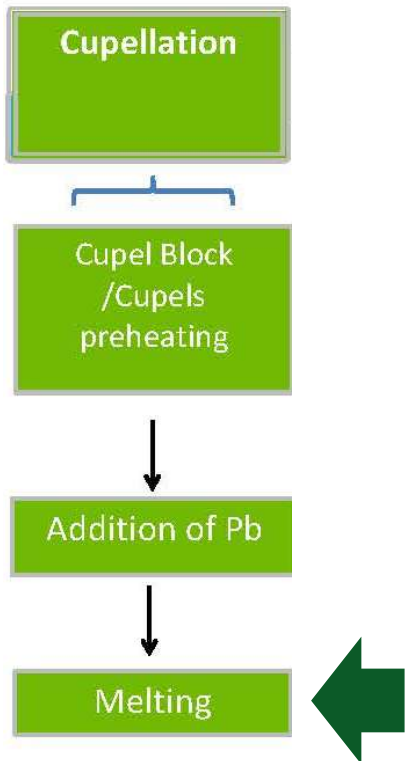 Cupellation
Cupel Block
/Cupels
preheating
Addition of Pb
Melting